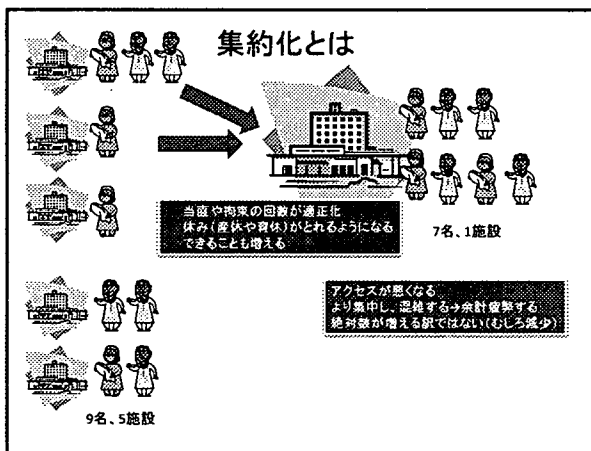 集約化とは
当直や拘束の回数が適正化
休み(産休や育休)がとれるようになる
できることも増える
7名、1施設
アクセスが悪くなる
より集中し、混雑する→余計疲弊する
絶対数が増える訳ではない(むしろ減少)
9名、5施設